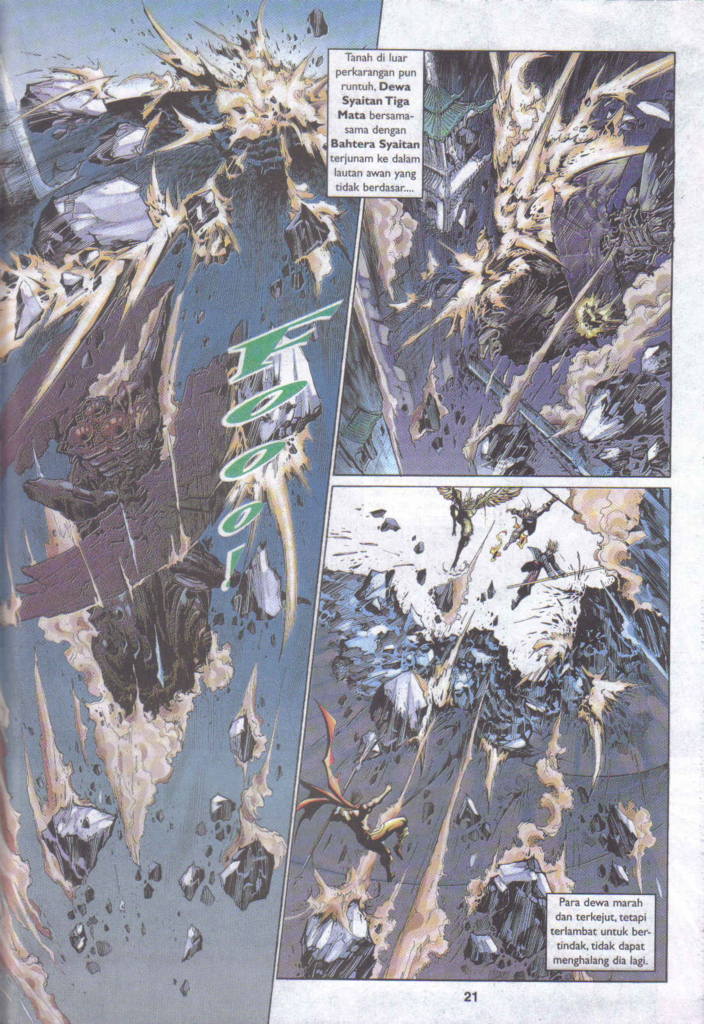 Tanah di luar
perkarangan pun
runtuh, Dewa
Syaitan Tiga
Mata bersama-
sama dengan
Bahtera Syaitan
terjunam ke dalam
lautan awan yang
tidak berdasar....
Foooo!
Para dewa marah
dan terkejut, tetapi
terlambat untuk ber-
tindak, tidak dapat
menghalang dia lagi.
21